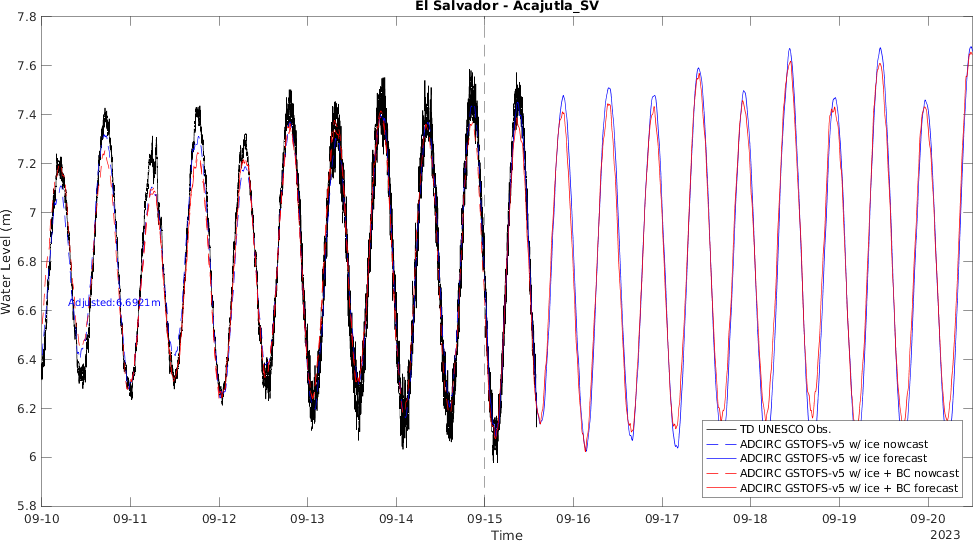 El Salvador - Acajutla_SV
Water Level (m)
7.8
7.6
7.4
7.2
7
6.8
6.6
6.4
6.2
6
5.8
Adjusted:6.6921m
TD UNESCO Obs.
ADCIRC GSTOFS-v5 w/ ice nowcast
ADCIRC GSTOFS-v5 w/ ice forecast
ADCIRC GSTOFS-v5 w/ ice + BC nowcast
ADCIRC GSTOFS-v5 w/ ice + BC forecast
09-10 09-11 09-12 09-13 09-14 09-15 09-16 09-17 09-18 09-19 09-20
2023
Time